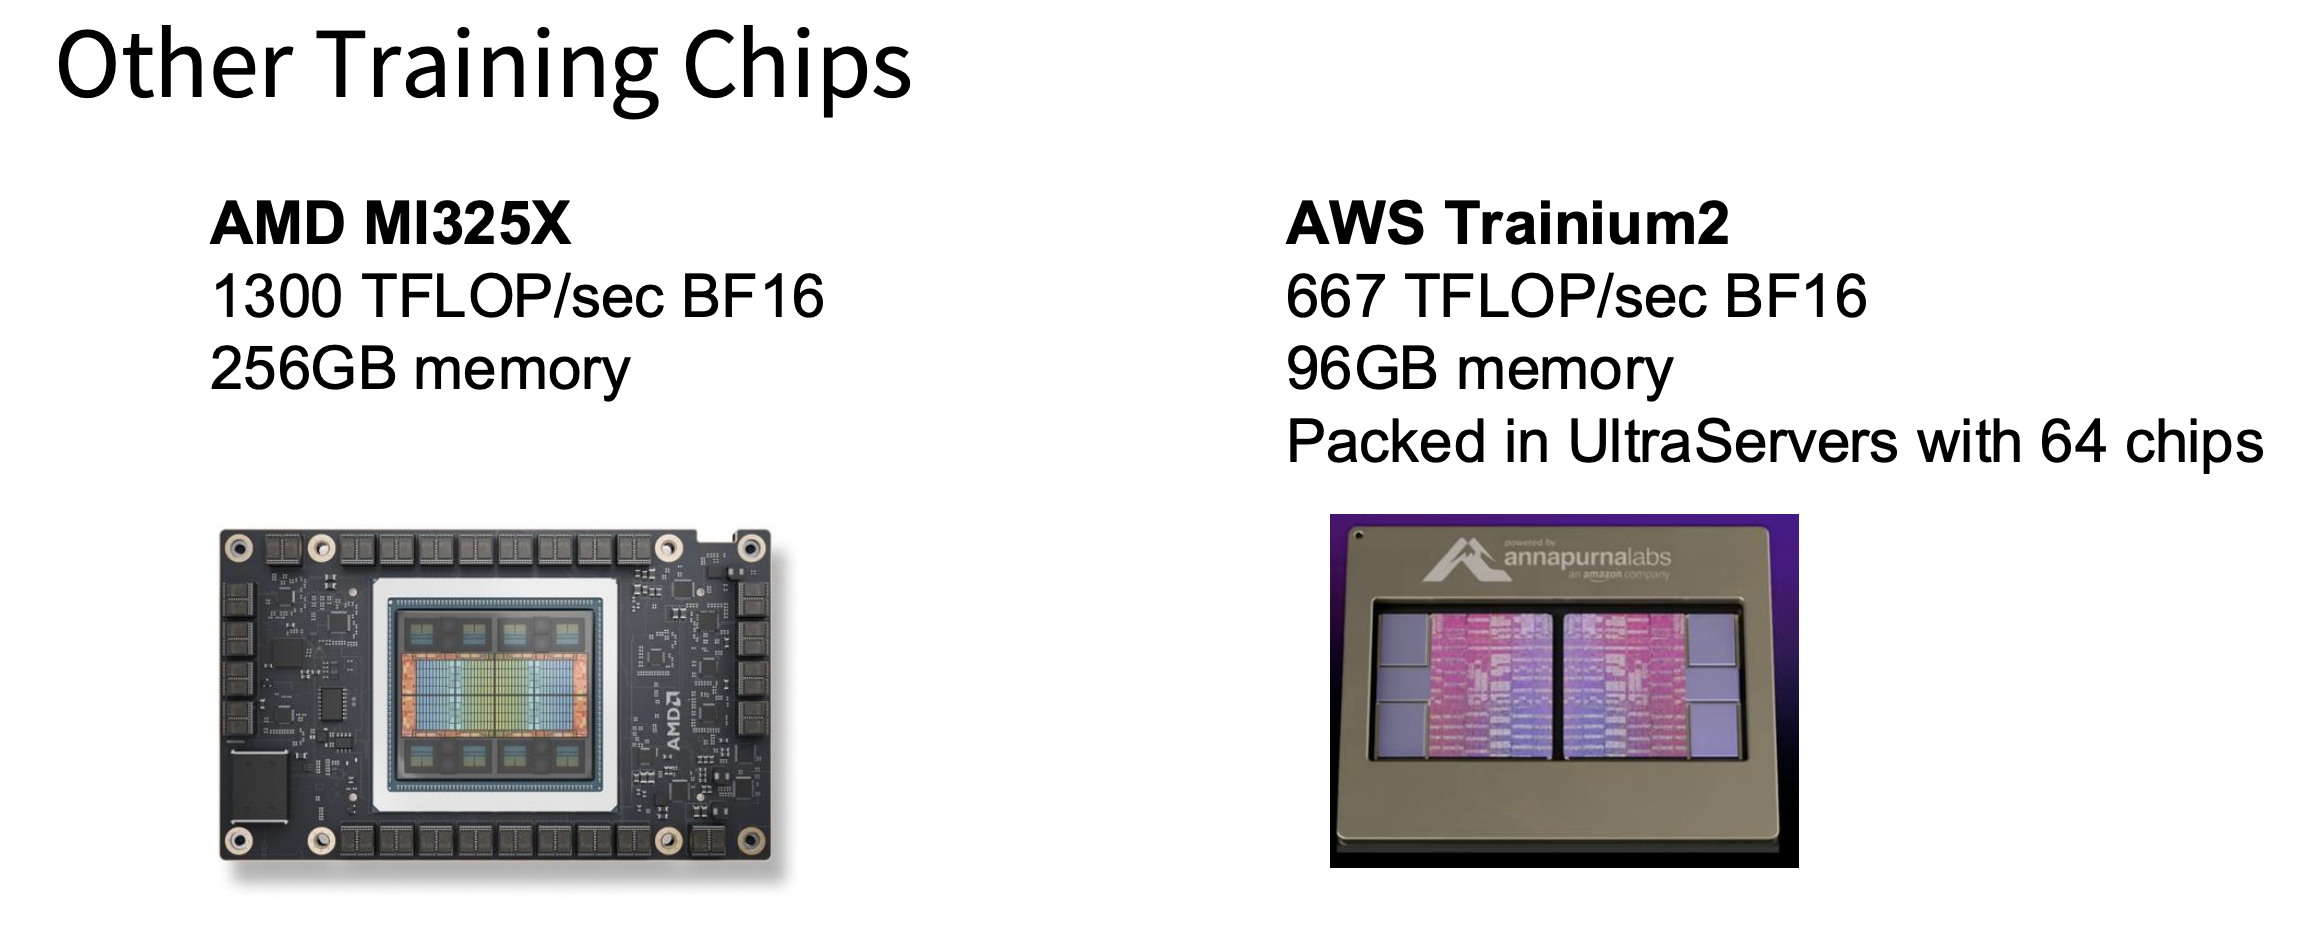 Other Training Chips
AMD MI325X
1300 TFLOP/sec BF16
256GB memory
AWS Trainium2
667 TFLOP/sec BF16
96GB memory
Packed in UltraServers with 64 chips
AMD
powered by
annapurnalabs
an amazon company